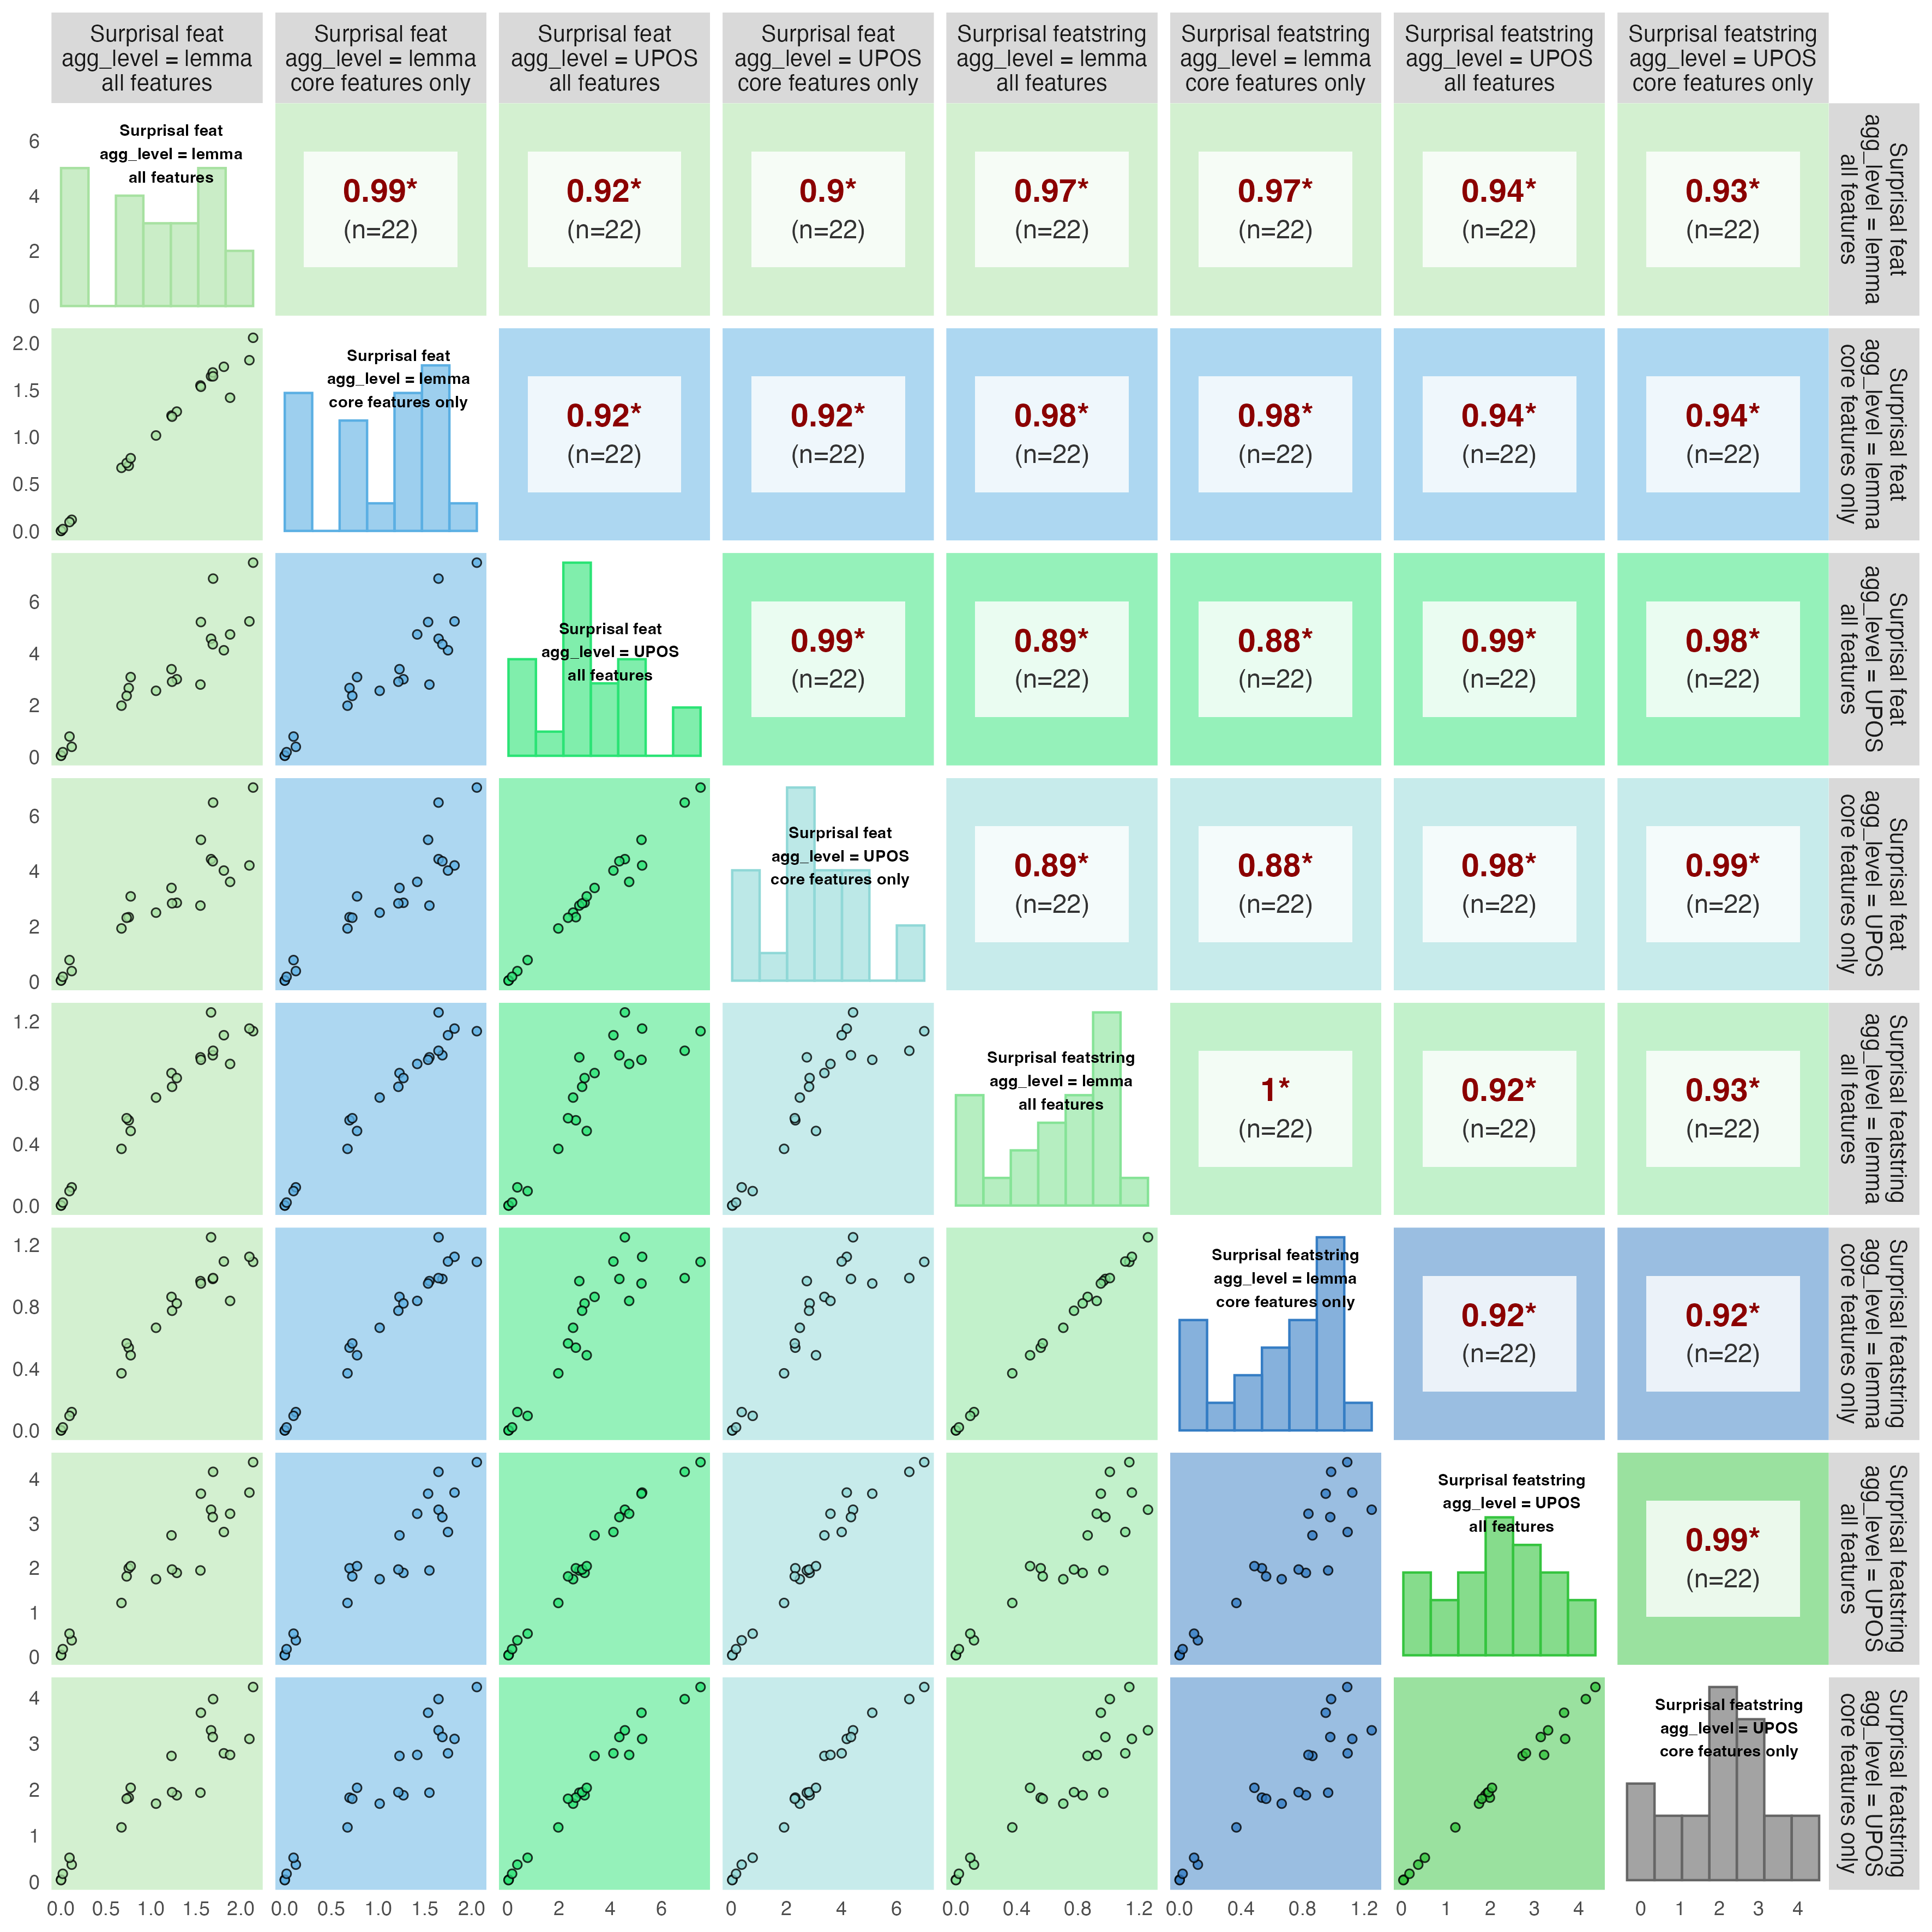 Surprisal feat
agg_level = lemma
all features
Surprisal feat
agg_level = lemma
core features only
Surprisal feat
agg_level = UPOS
all features
Surprisal feat
agg_level = UPOS
core features only
Surprisal featstring
agg_level = lemma
all features
Surprisal featstring
agg_level = lemma
core features only
Surprisal featstring
agg_level = UPOS
all features
Surprisal featstring
agg_level = UPOS
core features only
6
4
2
0
Surprisal feat
agg_level = lemma
all features
0.99*
(n=22)
0.92*
(n=22)
0.9*
(n=22)
0.97*
(n=22)
0.97*
(n=22)
0.94*
(n=22)
0.93*
(n=22)
Surprisal feat
agg_level = lemma
all features
2.0
1.5
1.0
0.5
0.0
Surprisal feat
agg_level = lemma
core features only
0.92*
(n=22)
0.92*
(n=22)
0.98*
(n=22)
0.98*
(n=22)
0.94*
(n=22)
0.94*
(n=22)
Surprisal feat
agg_level = lemma
core features only
6
4
2
0
Surprisal feat
agg_level = UPOS
all features
0.99*
(n=22)
0.89*
(n=22)
0.88*
(n=22)
0.99*
(n=22)
0.98*
(n=22)
Surprisal feat
agg_level = UPOS
all features
6
4
2
0
Surprisal feat
agg_level = UPOS
core features only
0.89*
(n=22)
0.88*
(n=22)
0.98*
(n=22)
0.99*
(n=22)
Surprisal feat
agg_level = UPOS
core features only
1.2
0.8
0.4
0.0
Surprisal featstring
agg_level = lemma
all features
1*
(n=22)
0.92*
(n=22)
0.93*
(n=22)
Surprisal featstring
agg_level = lemma
all features
1.2
0.8
0.4
0.0
Surprisal featstring
agg_level = lemma
core features only
0.92*
(n=22)
0.92*
(n=22)
Surprisal featstring
agg_level = lemma
core features only
4
3
2
1
0
Surprisal featstring
agg_level = UPOS
all features
0.99*
(n=22)
Surprisal featstring
agg_level = UPOS
all features
4
3
2
1
0
Surprisal featstring
agg_level = UPOS
core features only
Surprisal featstring
agg_level = UPOS
core features only
0.0 0.5 1.0 1.5 2.0
0.0 0.5 1.0 1.5 2.0
0 2 4 6
0 2 4 6
0.0 0.4 0.8 1.2
0.0 0.4 0.8 1.2
0 1 2 3 4
0 1 2 3 4